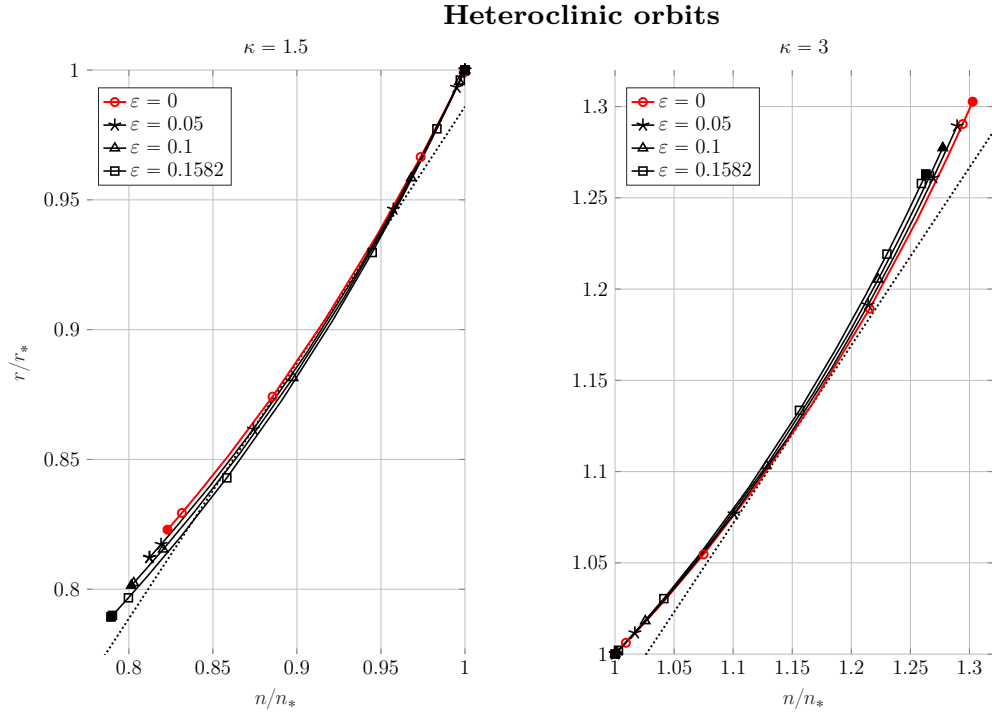 Heteroclinic orbits
κ = 1.5
1
0.95
0.9
0.85
0.8
r/r*
ε = 0
ε = 0.05
ε = 0.1
ε = 0.1582
0.8
0.85
0.9
0.95
1
n/n*
κ = 3
1.3
1.25
1.2
1.15
1.1
1.05
1
ε = 0
ε = 0.05
ε = 0.1
ε = 0.1582
1
1.05
1.1
1.15
1.2
1.25
1.3
n/n*